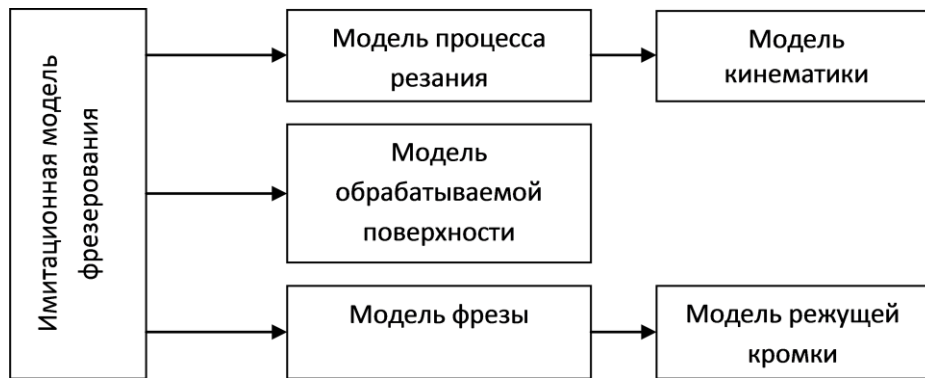 Имитационная модель
фрезерования
Модель процесса
резания
Модель
кинематики
Модель
обрабатываемой
поверхности
Модель фрезы
Модель режущей
кромки